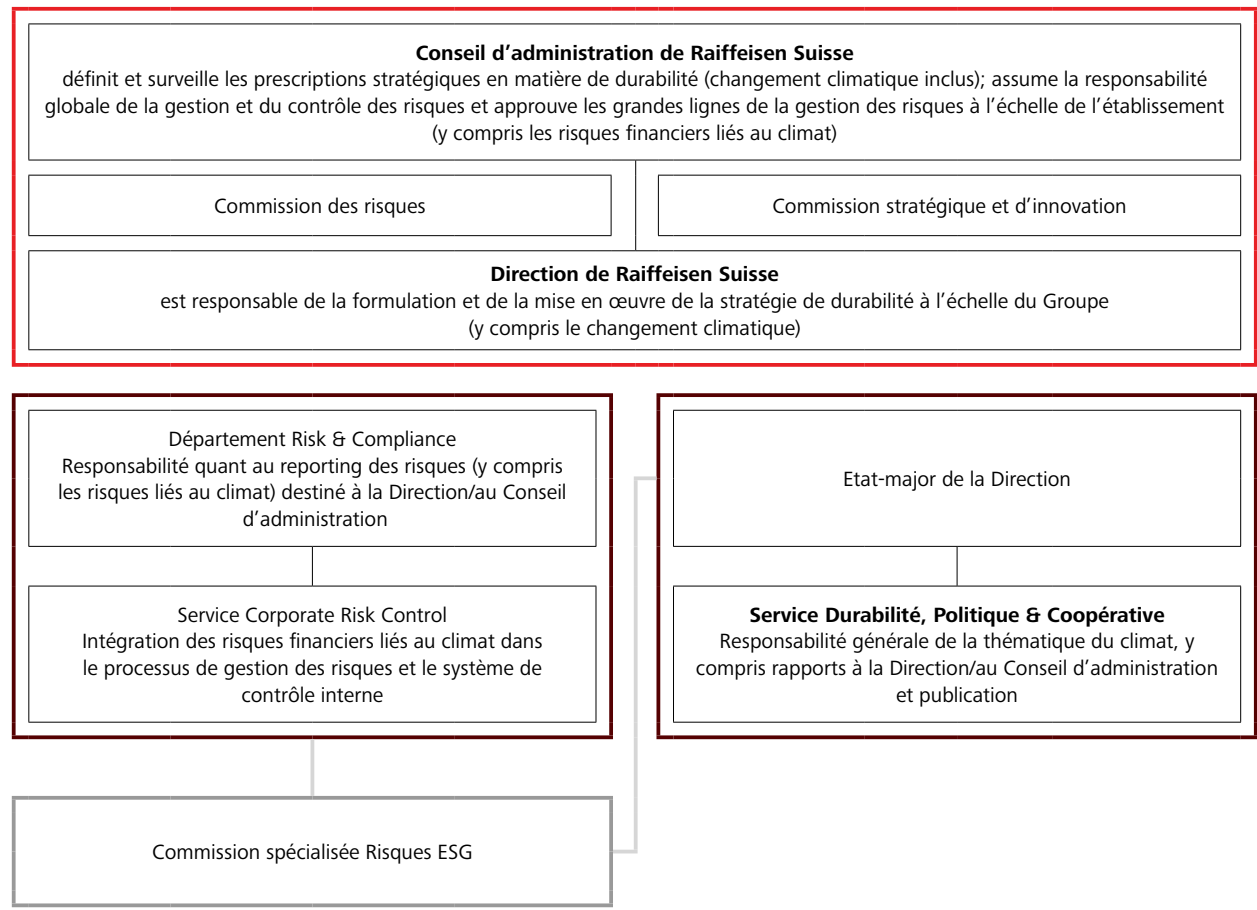 Conseil d’administration de Raiffeisen Suisse
définit et surveille les prescriptions stratégiques en matière de durabilité (changement climatique inclus); assume la responsabilité
globale de la gestion et du contrôle des risques et approuve les grandes lignes de la gestion des risques à l’échelle de l’établissement
(y compris les risques financiers liés au climat)
Commission des risques
Commission stratégique et d’innovation
Direction de Raiffeisen Suisse
est responsable de la formulation et de la mise en œuvre de la stratégie de durabilité à l’échelle du Groupe
(y compris le changement climatique)
Département Risk & Compliance
Responsabilité quant au reporting des risques (y compris
les risques liés au climat) destiné à la Direction/au Conseil
d’administration
Service Corporate Risk Control
Intégration des risques financiers liés au climat dans
le processus de gestion des risques et le système de
contrôle interne
Etat-major de la Direction
Service Durabilité, Politique & Coopérative
Responsabilité générale de la thématique du climat, y
compris rapports à la Direction/au Conseil d’administration
et publication
Commission spécialisée Risques ESG